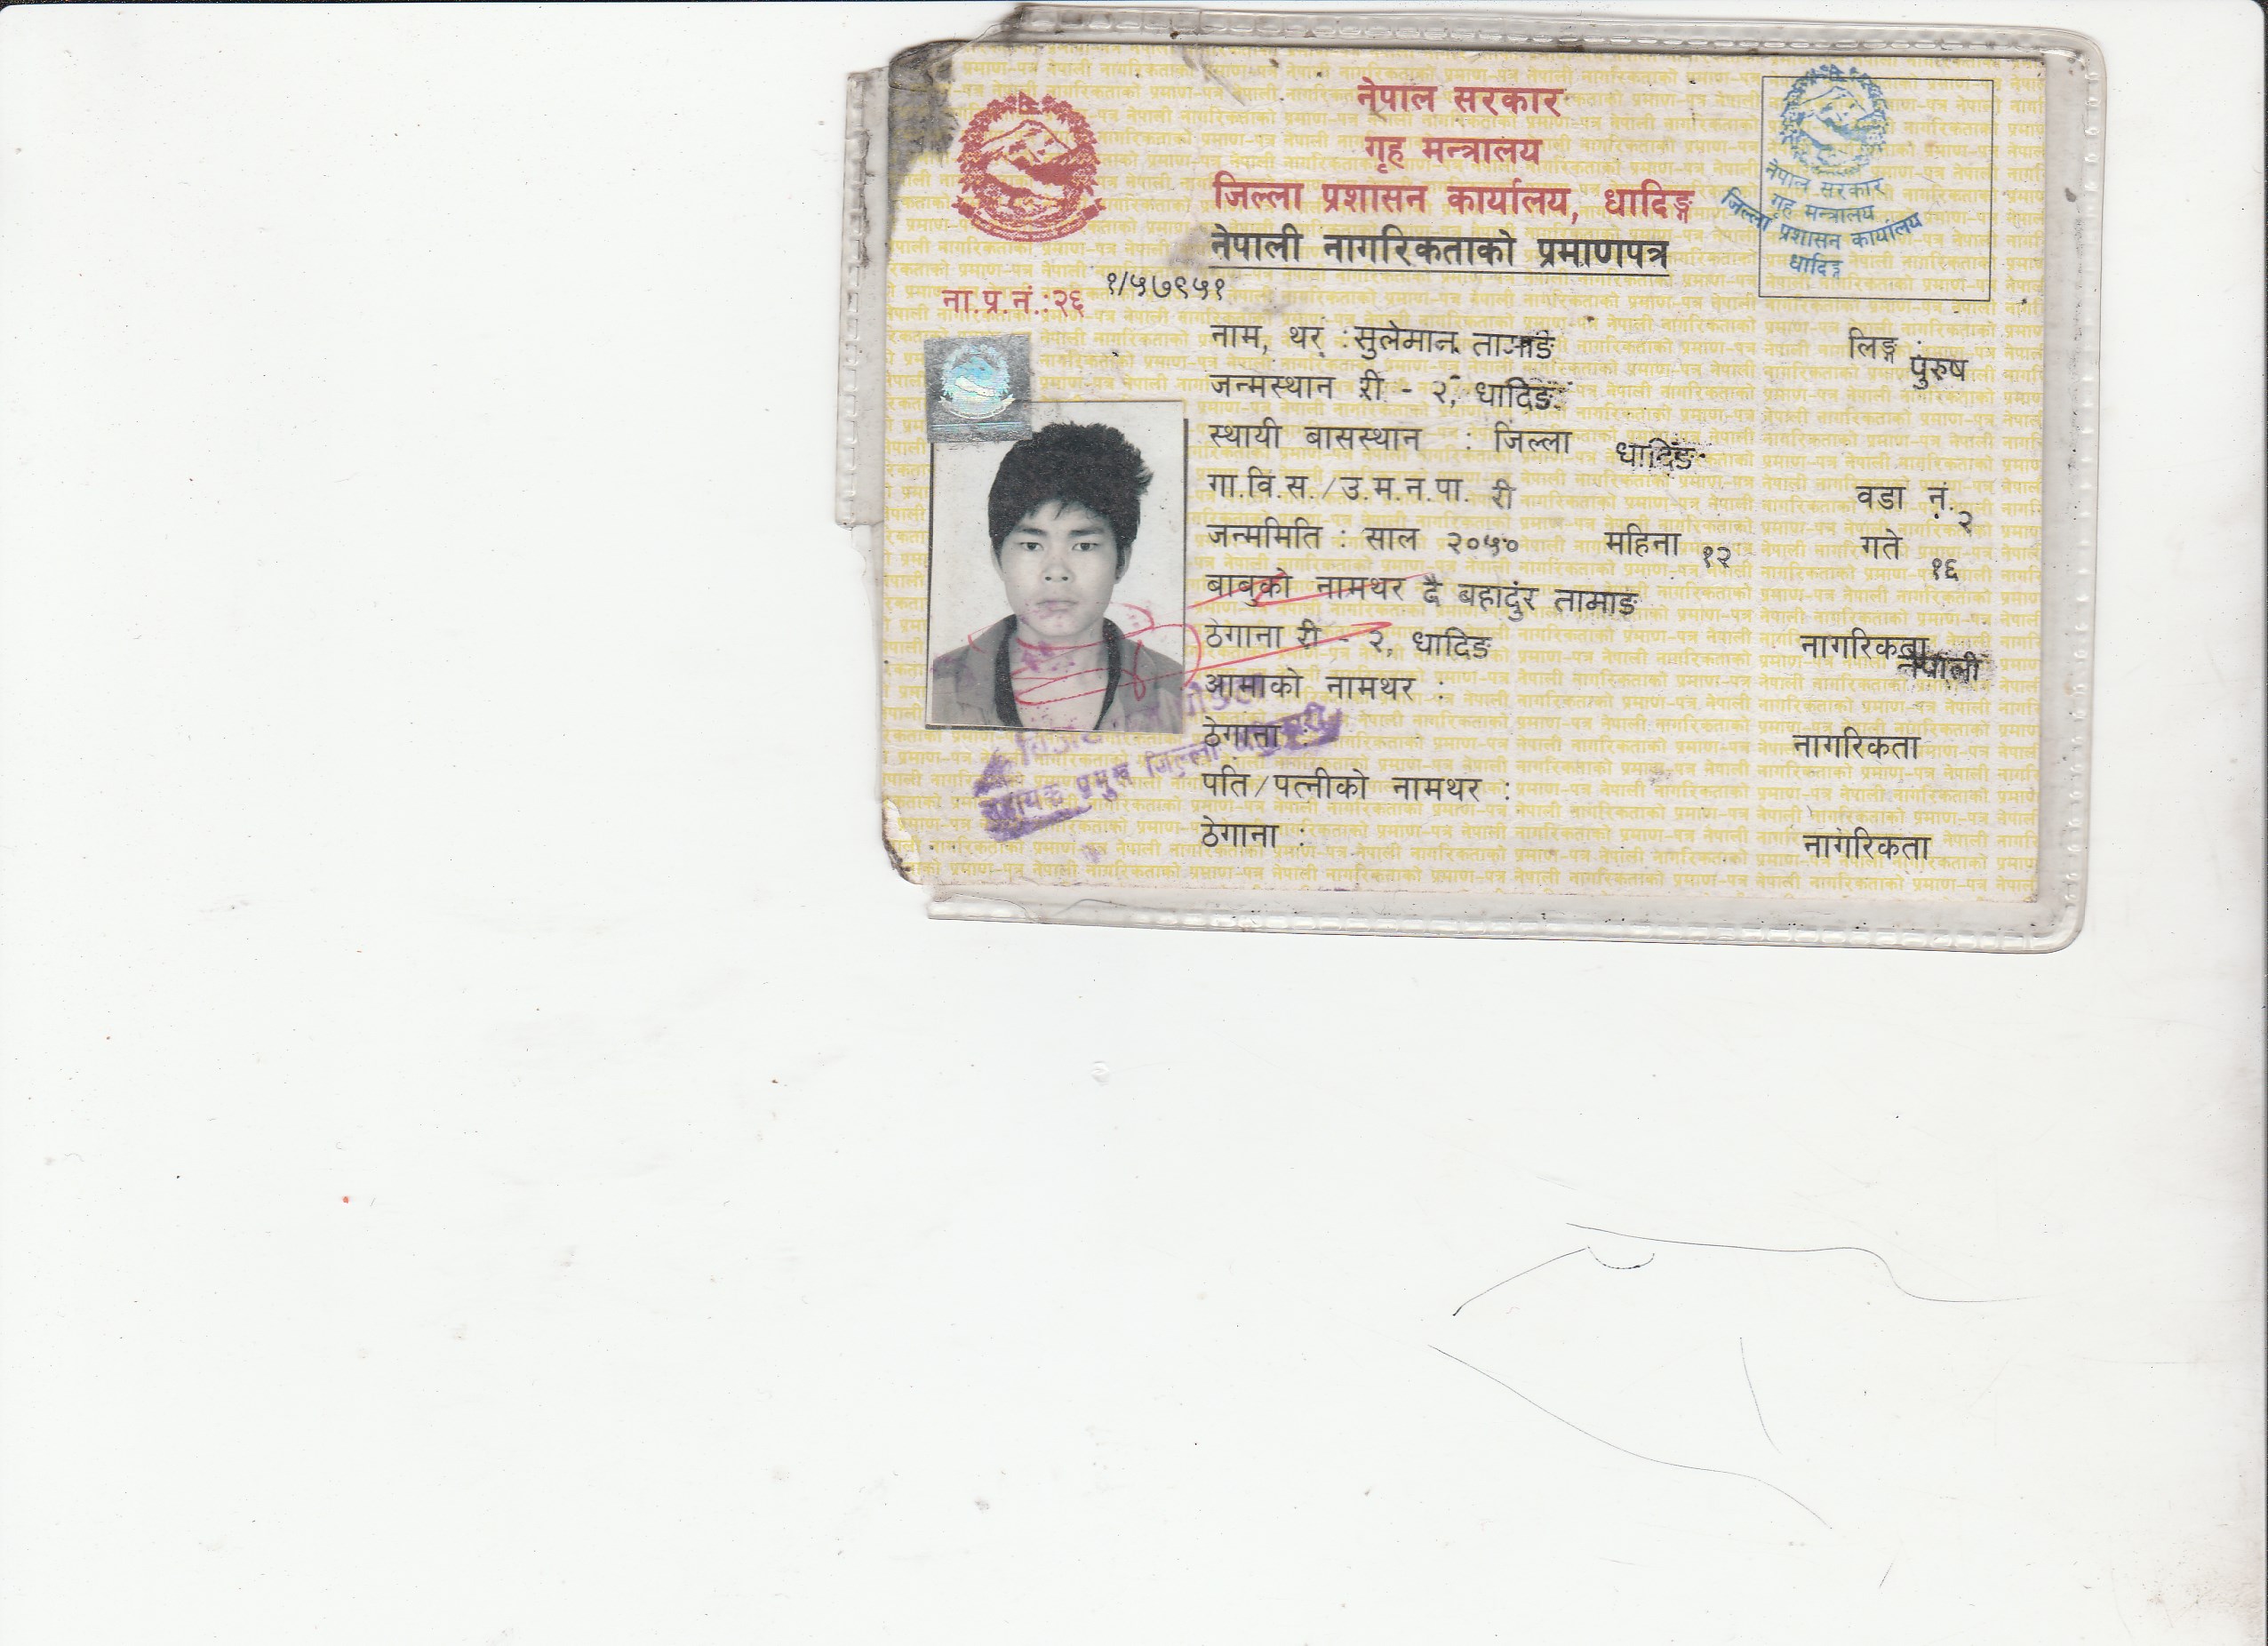 नेपाल सरकार
गृह मन्त्रालय
जिल्ला प्रशासन कार्यालय, धादिङ्ग
नेपाली नागरिकताको प्रमाणपत्र
नेपाल सरकार
गृह मन्त्रालय
जिल्ला प्रशासन कार्यालय
धादिङ्ग
ना.प्र.नं.:२६ १/५७९५१
नाम, थर : सुलेमान तामाङ लिङ्ग : पुरुष
जन्मस्थान री - २, धादिङ
स्थायी बासस्थान : जिल्ला धादिङ
गा.वि.स./उ.म.न.पा. री वडा नं. २
जन्ममिति : साल २०५० महिना १२ गते १६
बाबुको नामथर दै बहादुर तामाङ
ठेगाना री - २, धादिङ नागरिकता नेपाली
आमाको नामथर :
ठेगाना : नागरिकता
पति/पत्नीको नामथर :
ठेगाना : नागरिकता
सहायक प्रमुख जिल्ला